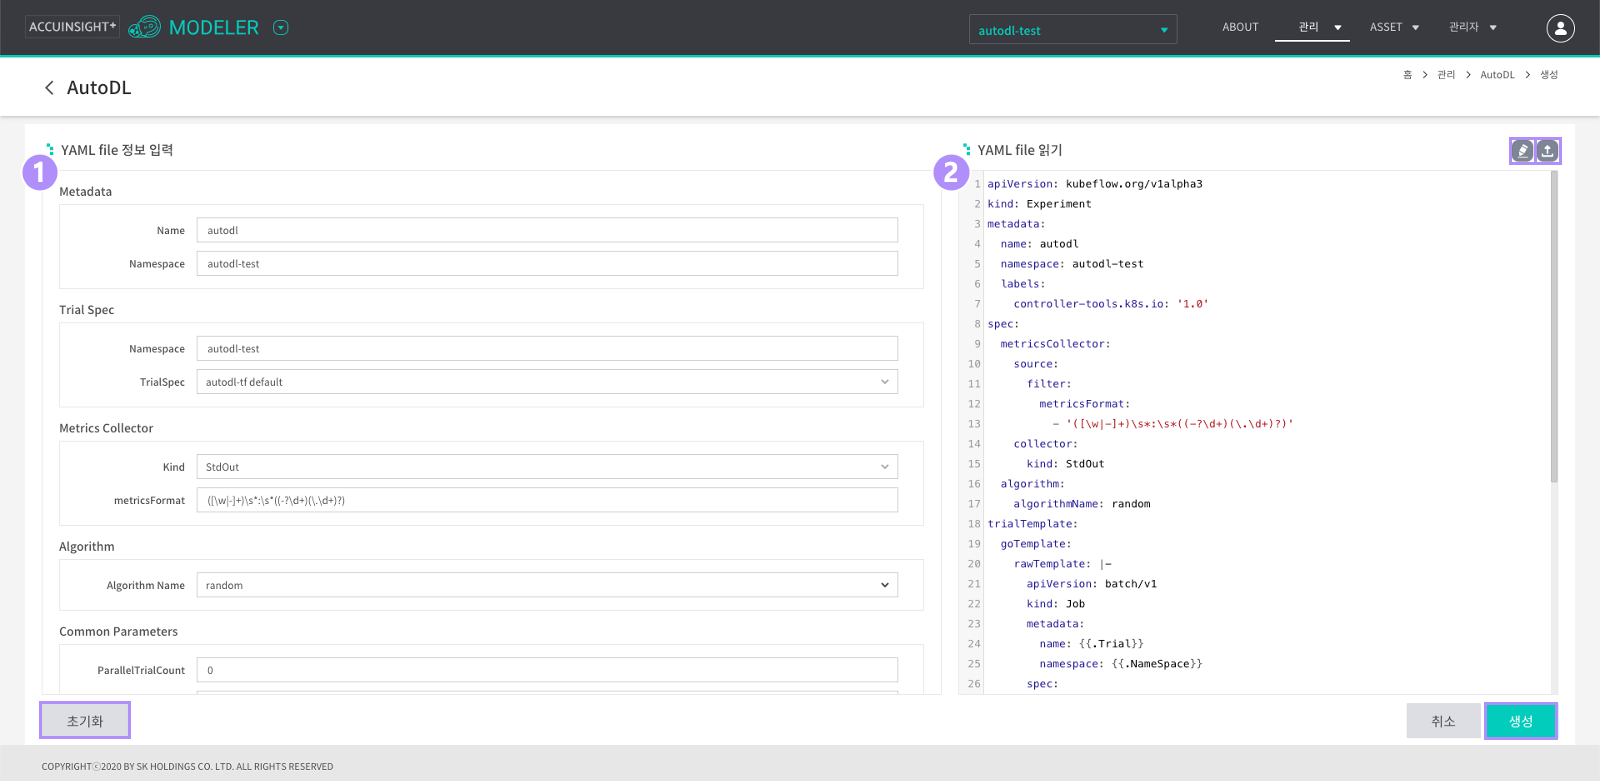 ACCUINSIGHT+ MODELER autodl-test ABOUT 관리 ASSET 관리자
AutoDL
홈 > 관리 > AutoDL > 생성
YAML file 정보 입력
1
Metadata
Name autodl
Namespace autodl-test
Trial Spec
Namespace autodl-test
TrialSpec autodl-tf default
Metrics Collector
Kind StdOut
metricsFormat ([\w|-]+)\s*:\s*((-?\d+)(\.\d+)?)
Algorithm
Algorithm Name random
Common Parameters
ParallelTrialCount 0
초기화
YAML file 읽기
2
1 apiVersion: kubeflow.org/v1alpha3
2 kind: Experiment
3 metadata:
4 name: autodl
5 namespace: autodl-test
6 labels:
7 controller-tools.k8s.io: '1.0'
8 spec:
9 metricsCollector:
10 source:
11 filter:
12 metricsFormat:
13 - '([\w|-]+)\s*:\s*((-?\d+)(\.\d+)?)'
14 collector:
15 kind: StdOut
16 algorithm:
17 algorithmName: random
18 trialTemplate:
19 goTemplate:
20 rawTemplate: |-
21 apiVersion: batch/v1
22 kind: Job
23 metadata:
24 name: {{.Trial}}
25 namespace: {{.NameSpace}}
26 spec:
취소 생성
COPYRIGHTⓒ2020 BY SK HOLDINGS CO. LTD. ALL RIGHTS RESERVED